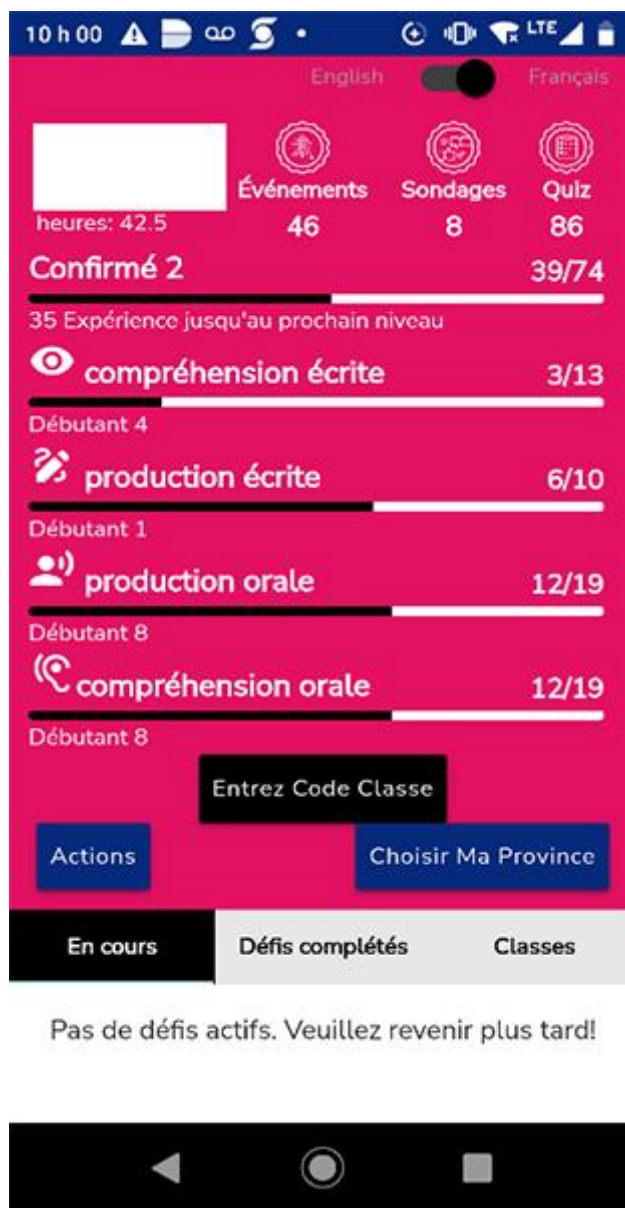 10 h 00 LTE
English Français
Événements Sondages Quiz
heures: 42.5 46 8 86
Confirmé 2 39/74
35 Expérience jusqu'au prochain niveau
compréhension écrite 3/13
Débutant 4
production écrite 6/10
Débutant 1
production orale 12/19
Débutant 8
compréhension orale 12/19
Débutant 8
Entrez Code Classe
Actions Choisir Ma Province
En cours Défis complétés Classes
Pas de défis actifs. Veuillez revenir plus tard!